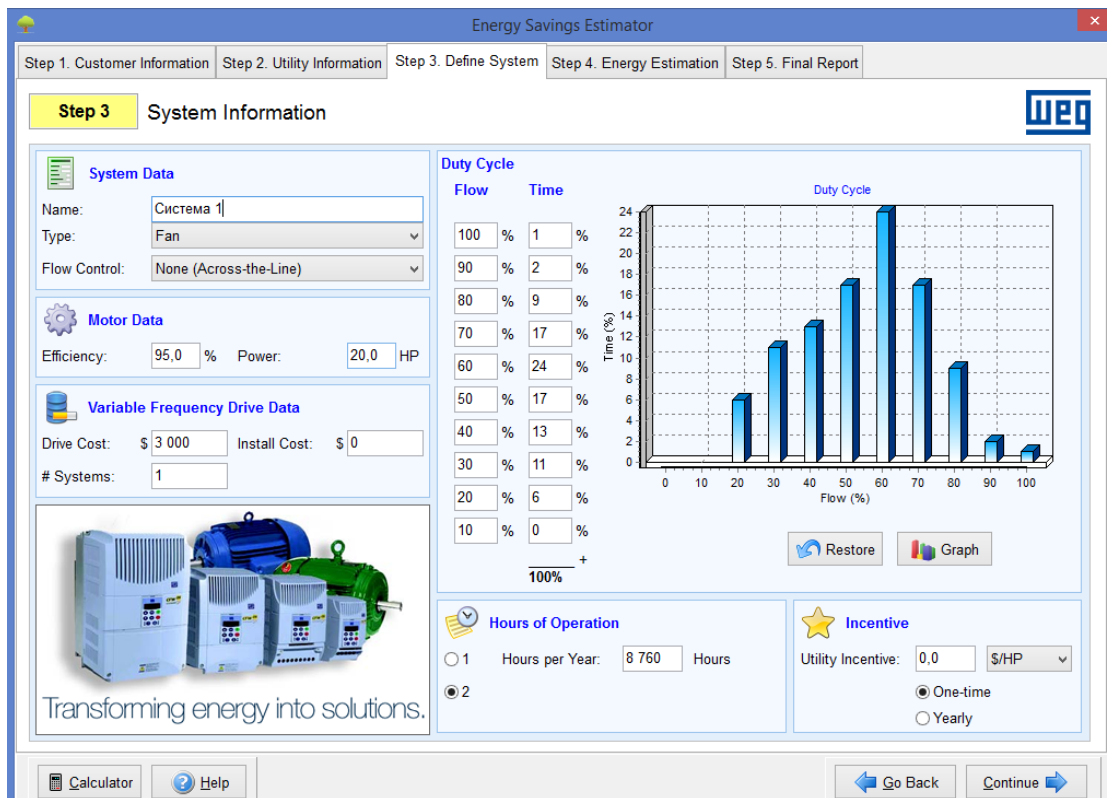 Energy Savings Estimator
Step 1. Customer Information
Step 2. Utility Information
Step 3. Define System
Step 4. Energy Estimation
Step 5. Final Report
Step 3
System Information
weg
System Data
Name: Система 1
Type: Fan
Flow Control: None (Across-the-Line)
Motor Data
Efficiency: 95,0 % Power: 20,0 HP
Variable Frequency Drive Data
Drive Cost: $ 3 000 Install Cost: $ 0
# Systems: 1
Transforming energy into solutions.
Duty Cycle
Flow Time
100 % 1 %
90 % 2 %
80 % 9 %
70 % 17 %
60 % 24 %
50 % 17 %
40 % 13 %
30 % 11 %
20 % 6 %
10 % 0 %
+
100%
Duty Cycle
Time (%)
24
22
20
18
16
14
12
10
8
6
4
2
0
0 10 20 30 40 50 60 70 80 90 100
Flow (%)
Restore
Graph
Hours of Operation
1 Hours per Year: 8 760 Hours
2
Incentive
Utility Incentive: 0,0 $/HP
One-time
Yearly
Calculator
Help
Go Back
Continue